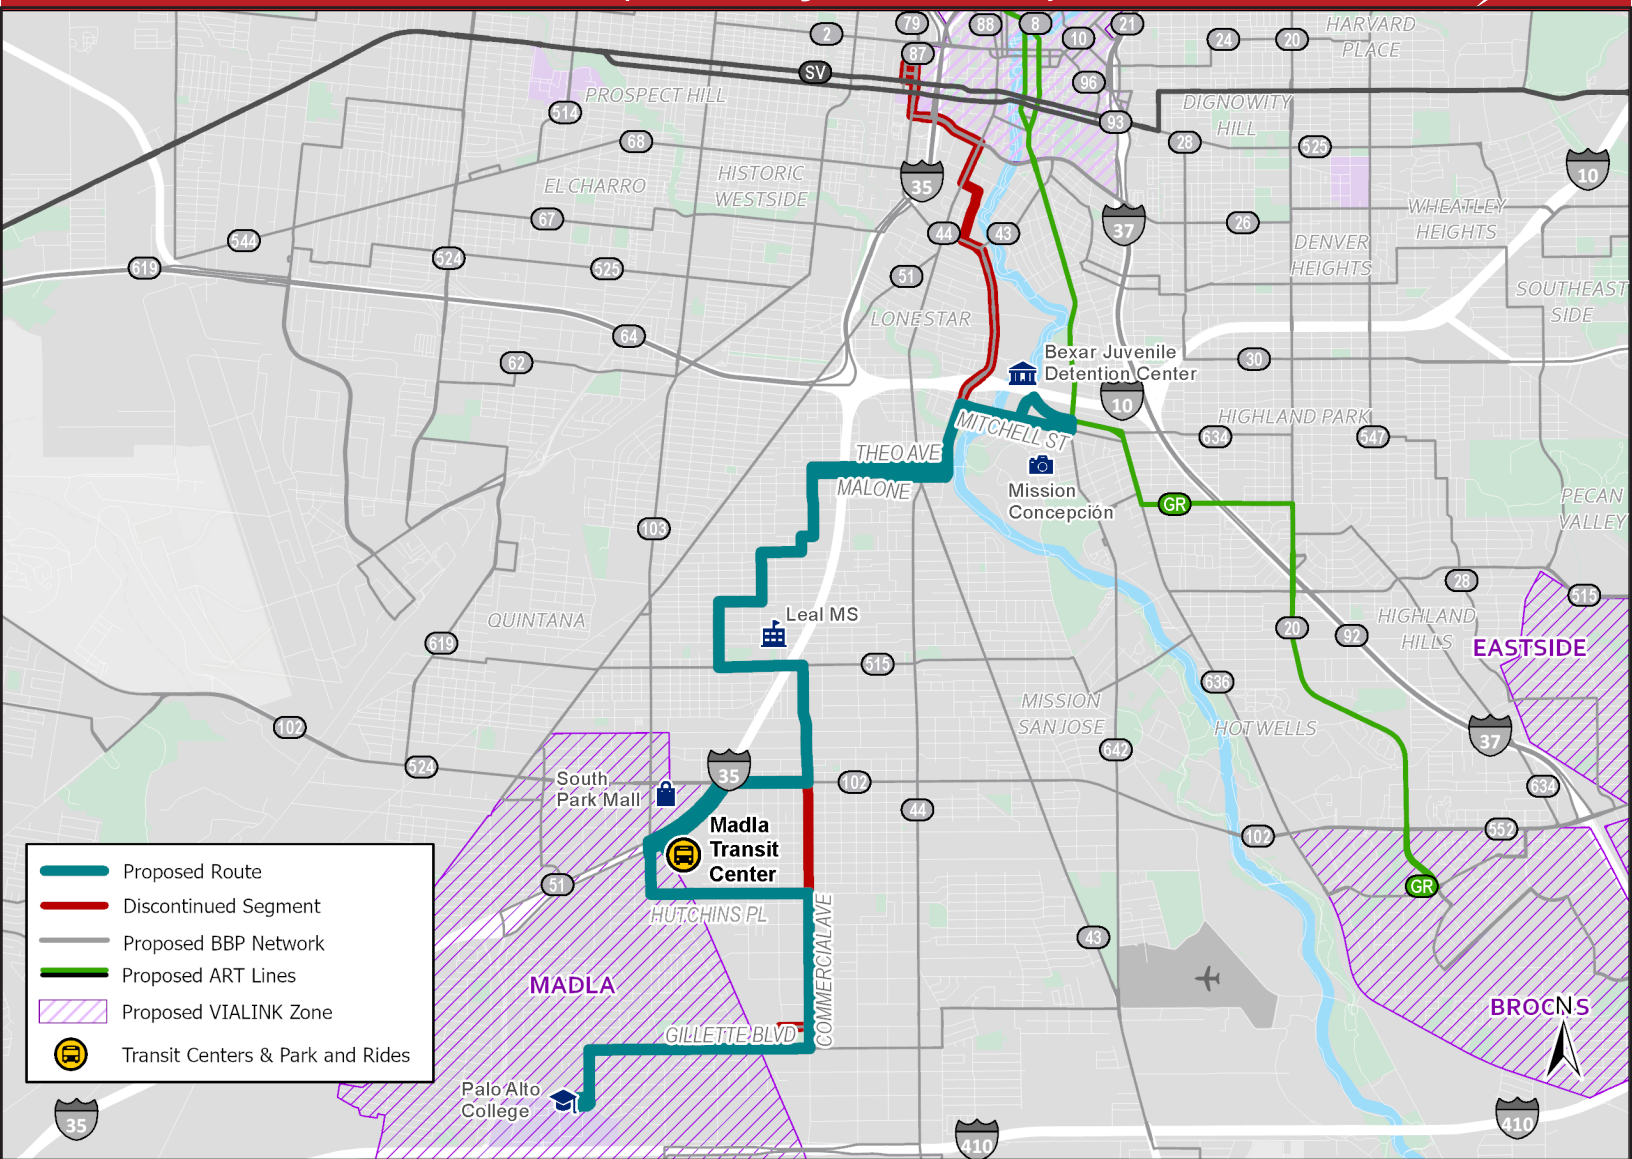 79
88
8
21
2
10
24
20
HARVARD
PLACE
87
SV
96
PROSPECT HILL
514
93
DIGNOWITY
HILL
68
28
525
10
HISTORIC
WESTSIDE
EL CHARRO
35
67
37
26
WHEATLEY
HEIGHTS
544
44
43
DENVER
HEIGHTS
619
524
525
51
SOUTHEAST
SIDE
LONESTAR
64
62
Bexar Juvenile
Detention Center
30
10
MITCHELL ST
HIGHLAND PARK
634
547
THEO AVE
MALONE
Mission
Concepción
GR
PECAN
VALLEY
103
28
515
QUINTANA
Leal MS
619
20
92
HIGHLAND
HILLS
EASTSIDE
515
636
MISSION
SAN JOSE
HOT WELLS
102
642
37
524
35
South
Park Mall
102
634
44
Madla
Transit
Center
102
552
51
GR
HUTCHINS PL
COMMERCIAL AVE
43
MADLA
BROOKS
N
GILLETTE BLVD
Palo Alto
College
35
410
410
Proposed Route
Discontinued Segment
Proposed BBP Network
Proposed ART Lines
Proposed VIALINK Zone
Transit Centers & Park and Rides